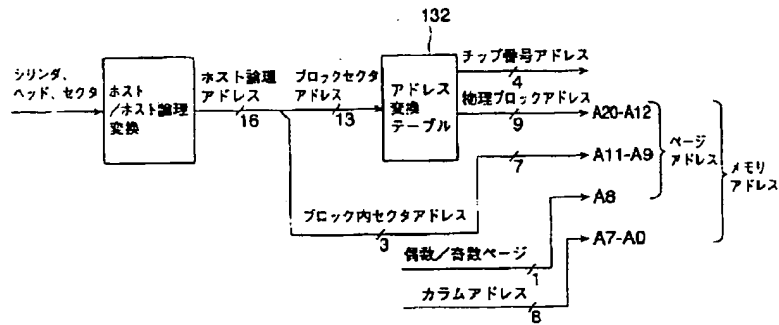 132
シリンダ、
ヘッド、セクタ
ホスト
/ホスト論理
変換
ホスト論理
アドレス
16
ブロックセクタ
アドレス
13
アドレス
変換
テーブル
チップ番号アドレス
4
物理ブロックアドレス
9
A20-A12
7
A11-A9
ページ
アドレス
メモリ
アドレス
ブロック内セクタアドレス
3
A8
偶数/奇数ページ
1
A7-A0
カラムアドレス
8